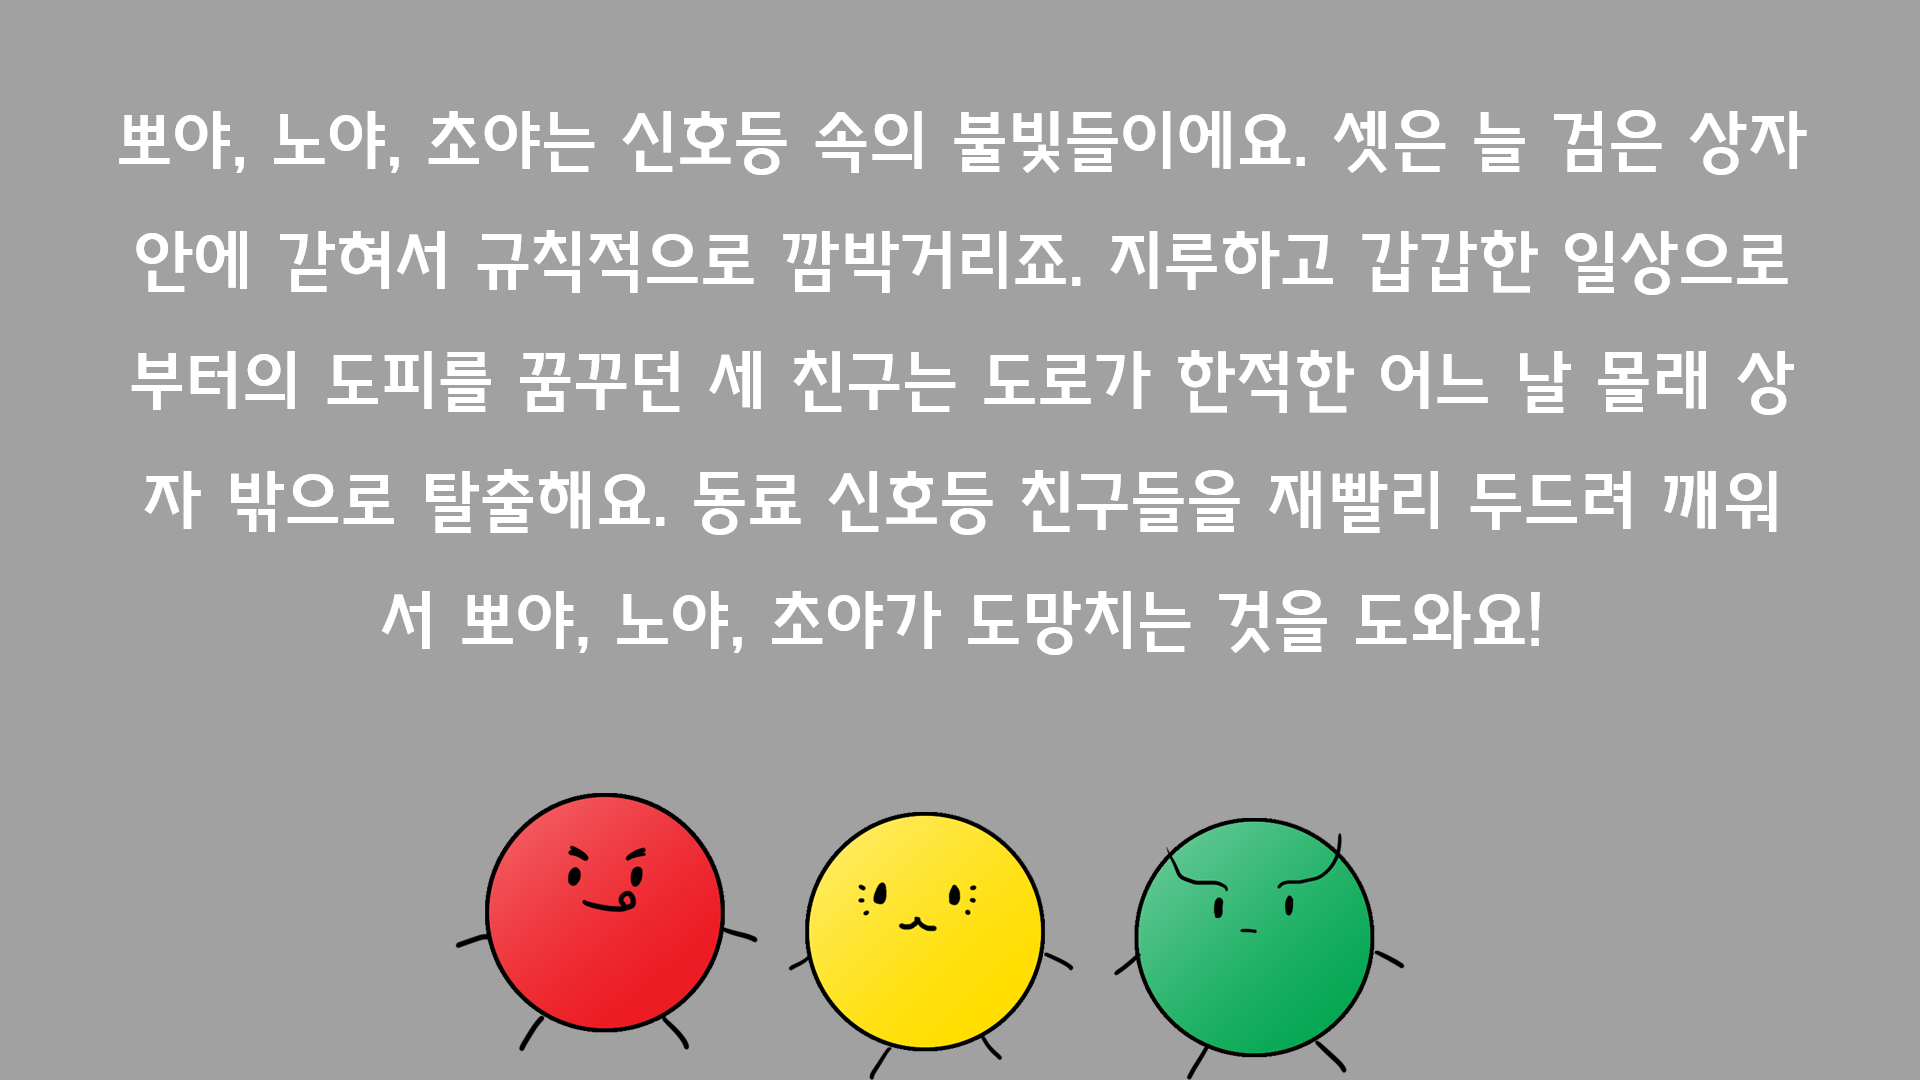 뽀야, 노야, 초야는 신호등 속의 불빛들이에요. 셋은 늘 검은 상자
안에 갇혀서 규칙적으로 깜박거리죠. 지루하고 갑갑한 일상으로
부터의 도피를 꿈꾸던 세 친구는 도로가 한적한 어느 날 몰래 상
자 밖으로 탈출해요. 동료 신호등 친구들을 재빨리 두드려 깨워
서 뽀야, 노야, 초야가 도망치는 것을 도와요!